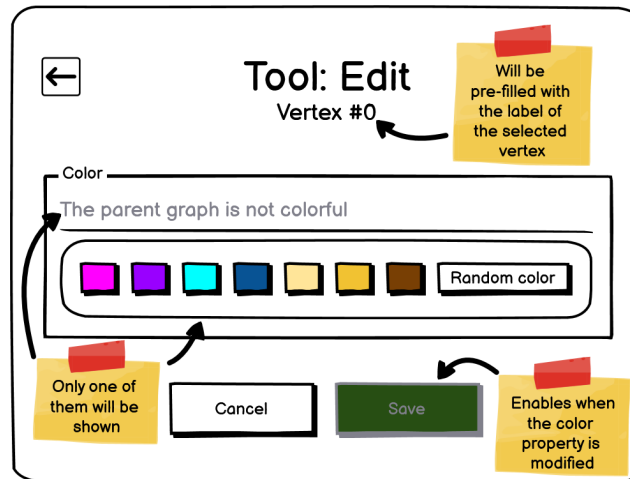 Tool: Edit
Vertex #0
Will be
pre-filled with
the label of
the selected
vertex
Color
The parent graph is not colorful
Random color
Only one of
them will be
shown
Cancel
Save
Enables when
the color
property is
modified